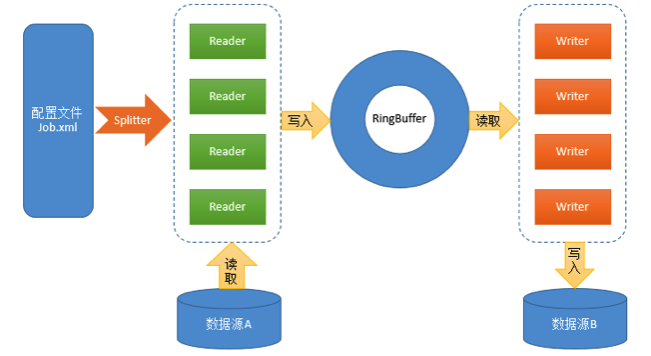 配置文件
Job.xml
Splitter
Reader
Reader
Reader
Reader
写入
RingBuffer
读取
Writer
Writer
Writer
Writer
读
取
写
入
数据源A
数据源B